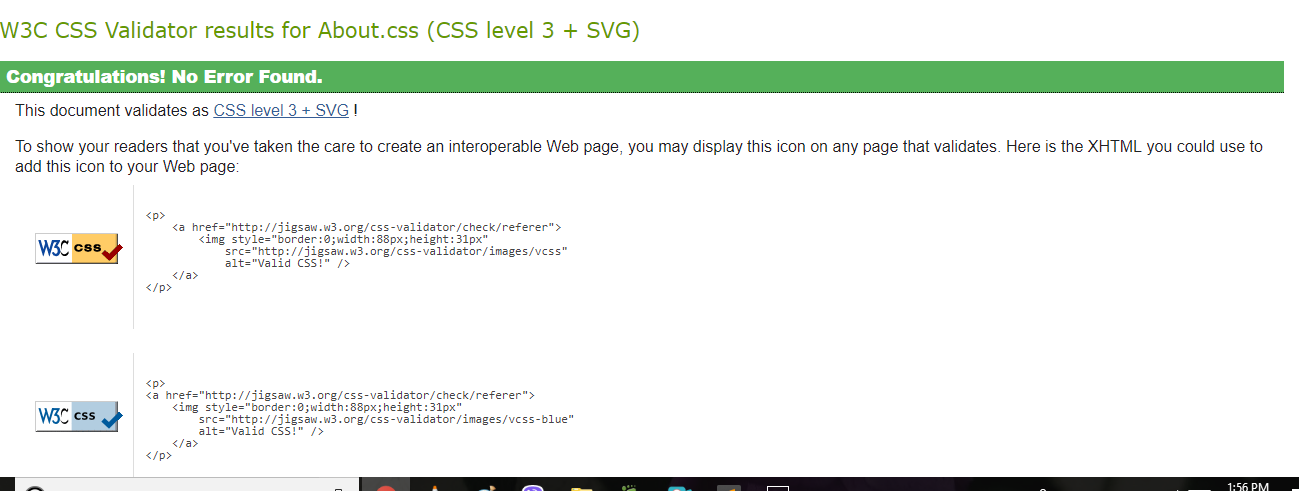 W3C CSS Validator results for About.css (CSS level 3 + SVG)
Congratulations! No Error Found.
This document validates as CSS level 3 + SVG !
To show your readers that you've taken the care to create an interoperable Web page, you may display this icon on any page that validates. Here is the XHTML you could use to
add this icon to your Web page:
W3C css
<p>
<a href="http://jigsaw.w3.org/css-validator/check/referer">
<img style="border:0;width:88px;height:31px"
src="http://jigsaw.w3.org/css-validator/images/vcss"
alt="Valid CSS!" />
</a>
</p>
W3C css
<p>
<a href="http://jigsaw.w3.org/css-validator/check/referer">
<img style="border:0;width:88px;height:31px"
src="http://jigsaw.w3.org/css-validator/images/vcss-blue"
alt="Valid CSS!" />
</a>
</p>
1:56 PM